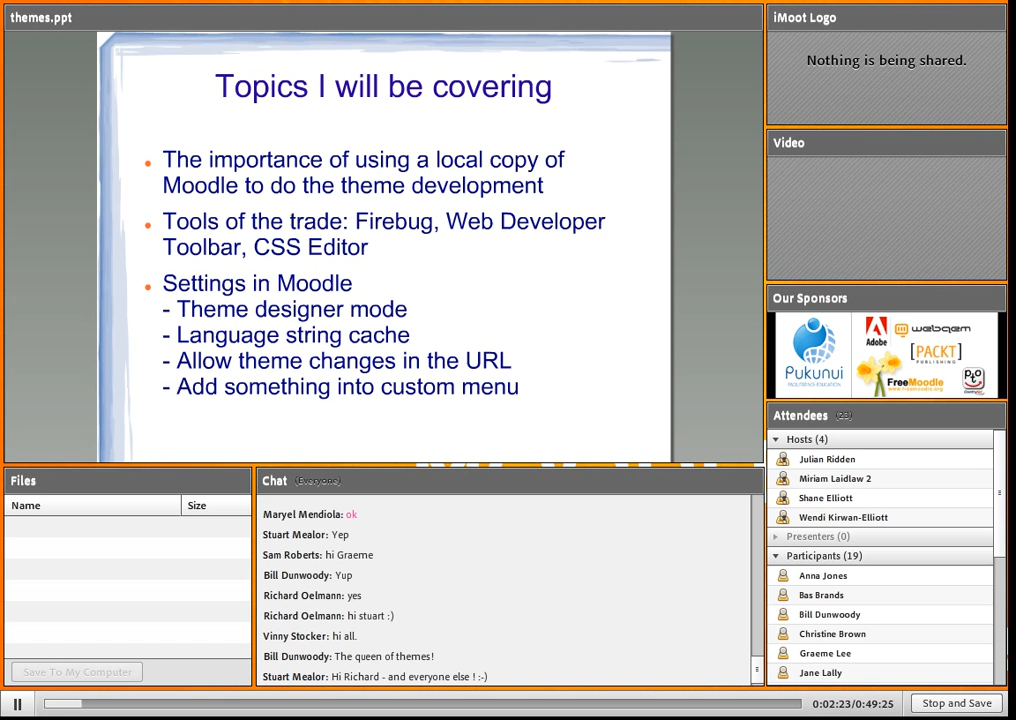 themes.ppt
Topics I will be covering
The importance of using a local copy of
Moodle to do the theme development
Tools of the trade: Firebug, Web Developer
Toolbar, CSS Editor
Settings in Moodle
- Theme designer mode
- Language string cache
- Allow theme changes in the URL
- Add something into custom menu
iMoot Logo
Nothing is being shared.
Video
Our Sponsors
Pukunui
Adobe
webqem
[PACKT]
PUBLISHING
FreeMoodle
Attendees (23)
Hosts (4)
Julian Ridden
Miriam Laidlaw 2
Shane Elliott
Wendi Kirwan-Elliott
Presenters (0)
Participants (19)
Anna Jones
Bas Brands
Bill Dunwoody
Christine Brown
Graeme Lee
Jane Lally
Files
Name Size
Save To My Computer
Chat (Everyone)
Maryel Mendiola: ok
Stuart Mealor: Yep
Sam Roberts: hi Graeme
Bill Dunwoody: Yup
Richard Oelmann: yes
Richard Oelmann: hi stuart :)
Vinny Stocker: hi all.
Bill Dunwoody: The queen of themes!
Stuart Mealor: Hi Richard - and everyone else ! :-)
0:02:23/0:49:25
Stop and Save